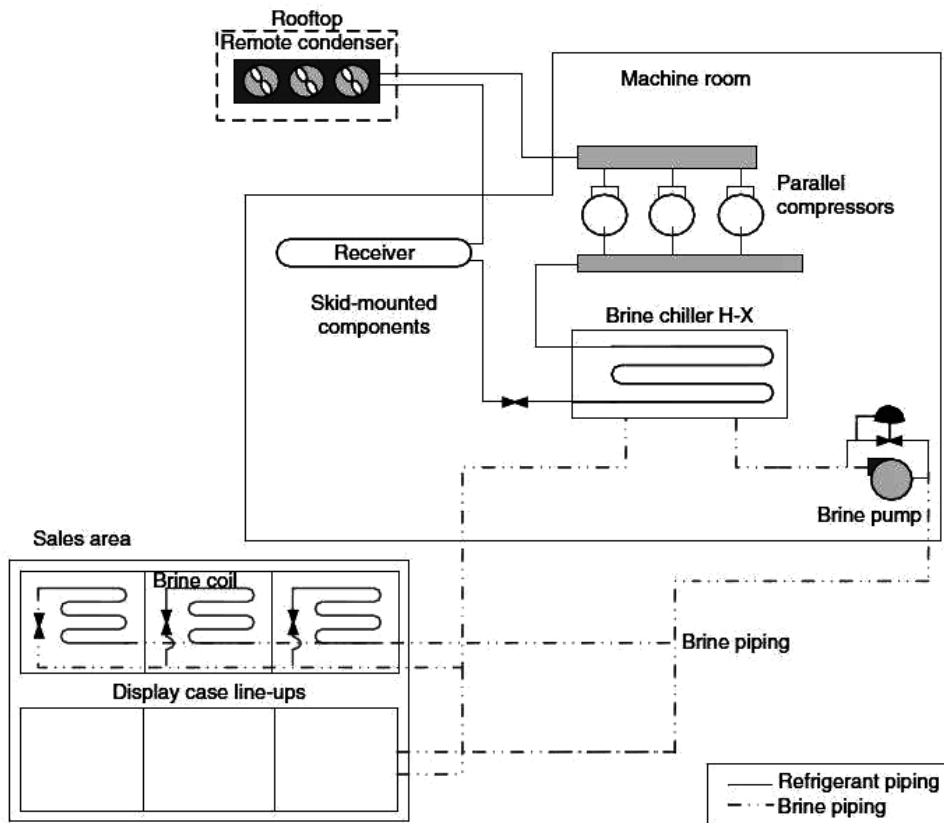 Rooftop
Remote condenser
Machine room
Parallel
compressors
Receiver
Skid-mounted
components
Brine chiller H-X
Brine pump
Sales area
Brine coil
Brine piping
Display case line-ups
Refrigerant piping
Brine piping